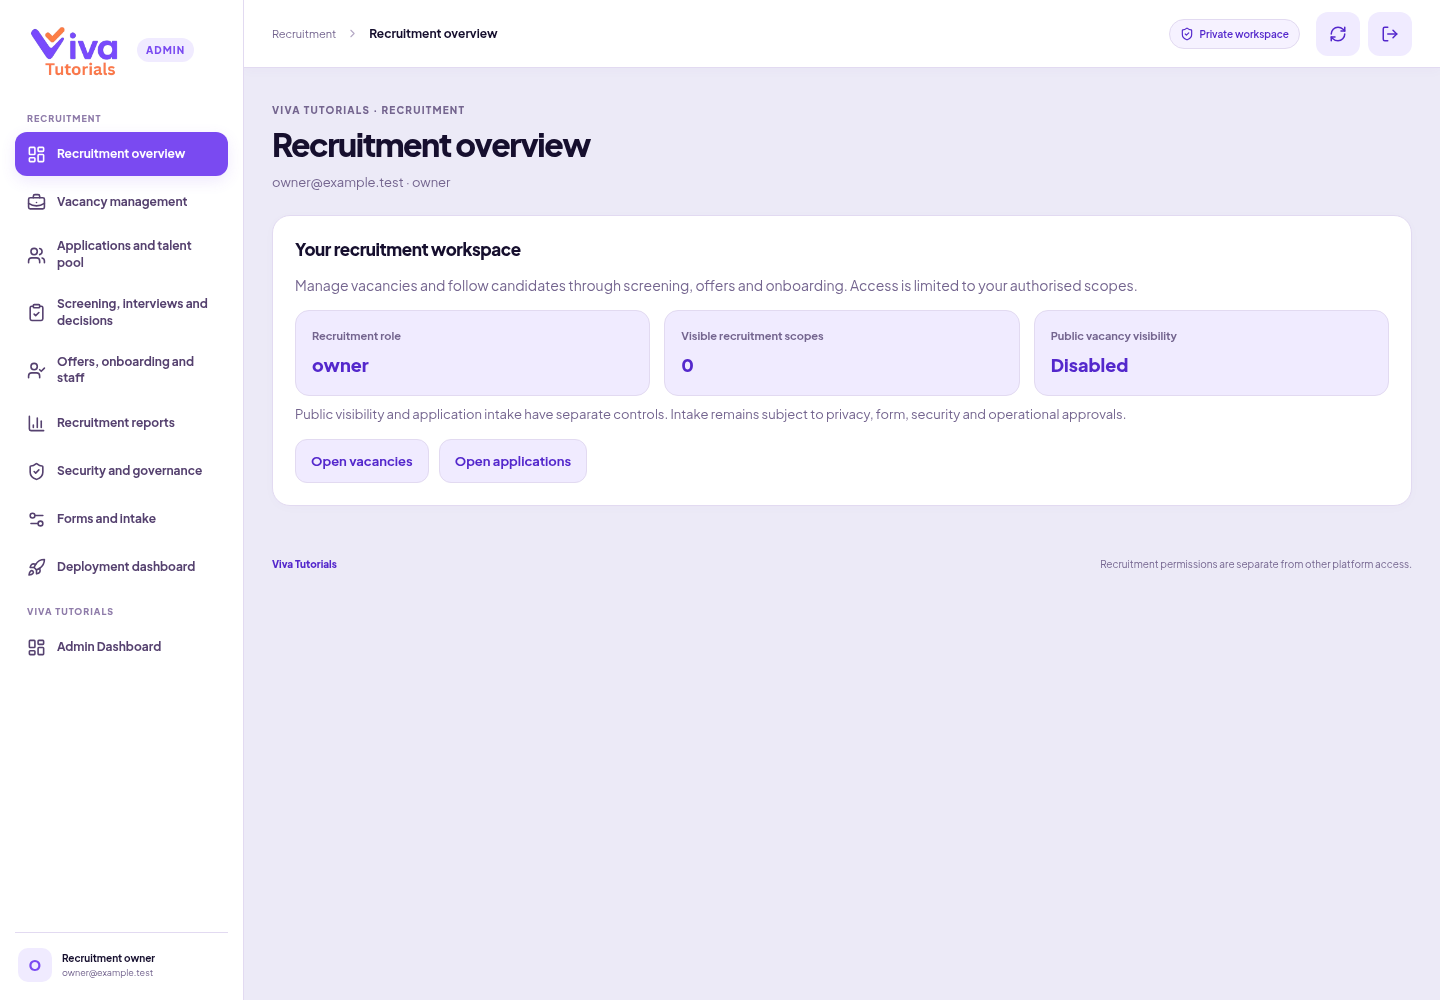 Viva
Tutorials
ADMIN
RECRUITMENT
Recruitment overview
Vacancy management
Applications and talent
pool
Screening, interviews and
decisions
Offers, onboarding and
staff
Recruitment reports
Security and governance
Forms and intake
Deployment dashboard
VIVA TUTORIALS
Admin Dashboard
O
Recruitment owner
owner@example.test
Recruitment
Recruitment overview
Private workspace
VIVA TUTORIALS · RECRUITMENT
Recruitment overview
owner@example.test · owner
Your recruitment workspace
Manage vacancies and follow candidates through screening, offers and onboarding. Access is limited to your authorised scopes.
Recruitment role
owner
Visible recruitment scopes
0
Public vacancy visibility
Disabled
Public visibility and application intake have separate controls. Intake remains subject to privacy, form, security and operational approvals.
Open vacancies
Open applications
Viva Tutorials
Recruitment permissions are separate from other platform access.